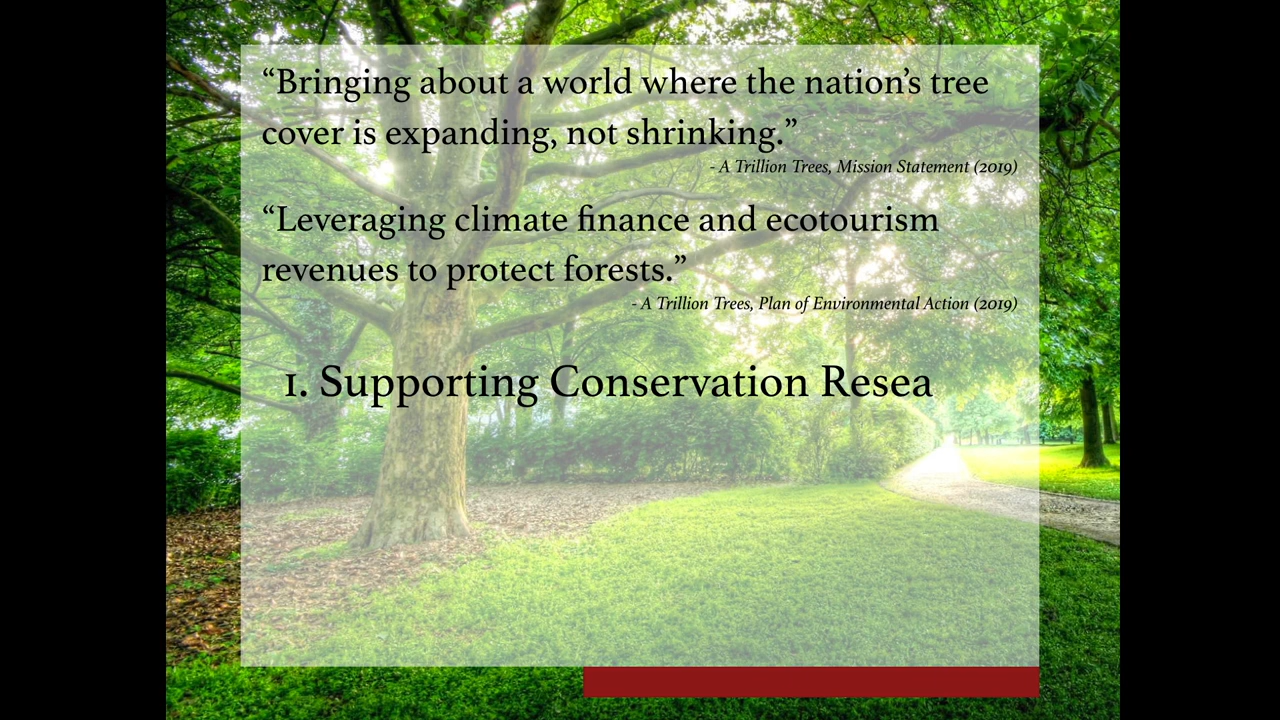 “Bringing about a world where the nation’s tree
cover is expanding, not shrinking.”
- A Trillion Trees, Mission Statement (2019)
“Leveraging climate finance and ecotourism
revenues to protect forests.”
- A Trillion Trees, Plan of Environmental Action (2019)
1. Supporting Conservation Resea